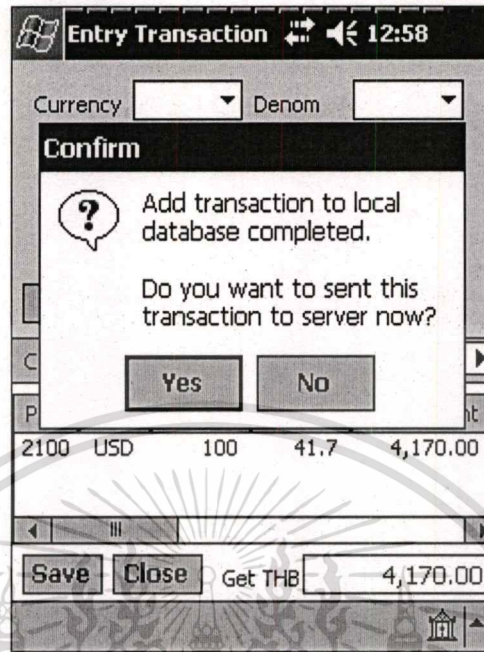 Entry Transaction 12:58
Currency Denom
Confirm
?
Add transaction to local
database completed.
Do you want to sent this
transaction to server now?
Yes No
C
P nt
2100 USD 100 41.7 4,170.00
Save Close Get THB 4,170.00